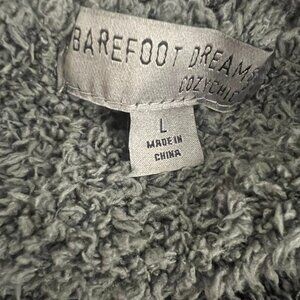 BAREFOOT DREAMS
COZYCHIC
L
MADE IN
CHINA